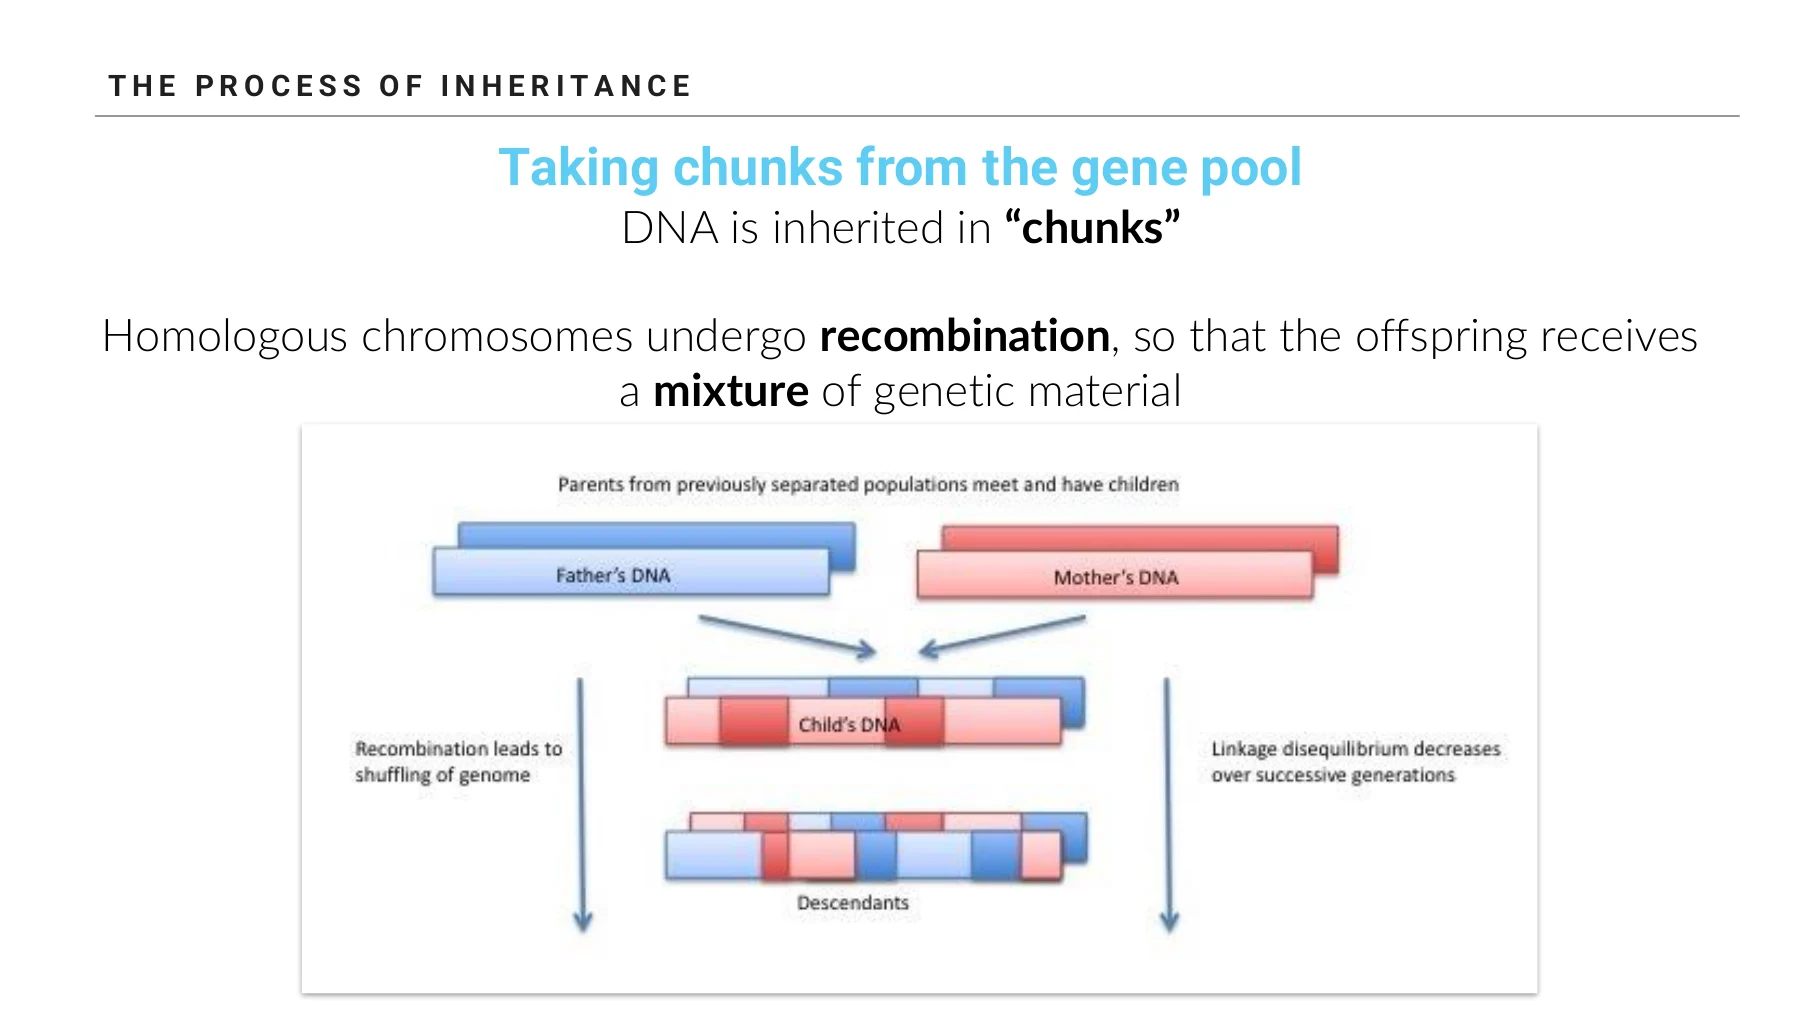 THE PROCESS OF INHERITANCE
Taking chunks from the gene pool
DNA is inherited in “chunks”
Homologous chromosomes undergo recombination, so that the offspring receives
a mixture of genetic material
Parents from previously separated populations meet and have children
Father’s DNA
Mother’s DNA
Child’s DNA
Recombination leads to
shuffling of genome
Linkage disequilibrium decreases
over successive generations
Descendants